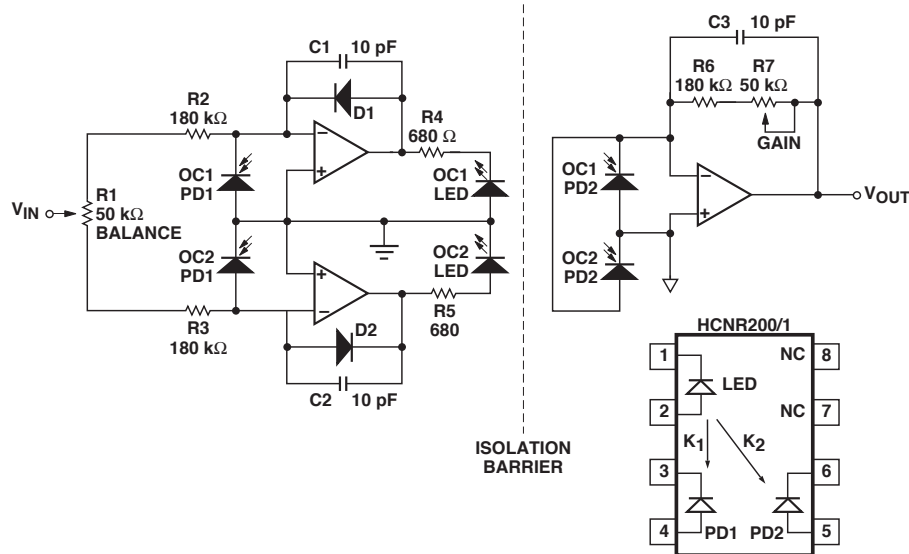 C1 10 pF
D1
R2
180 kΩ
R4
680 Ω
OC1
PD1
OC1
LED
VIN
R1
50 kΩ
BALANCE
OC2
PD1
OC2
LED
R3
180 kΩ
R5
680
D2
C2 10 pF
ISOLATION
BARRIER
C3 10 pF
R6
180 kΩ
R7
50 kΩ
GAIN
OC1
PD2
OC2
PD2
VOUT
HCNR200/1
1
LED
NC 8
2
NC 7
K1
K2
3
6
4
PD1
PD2
5